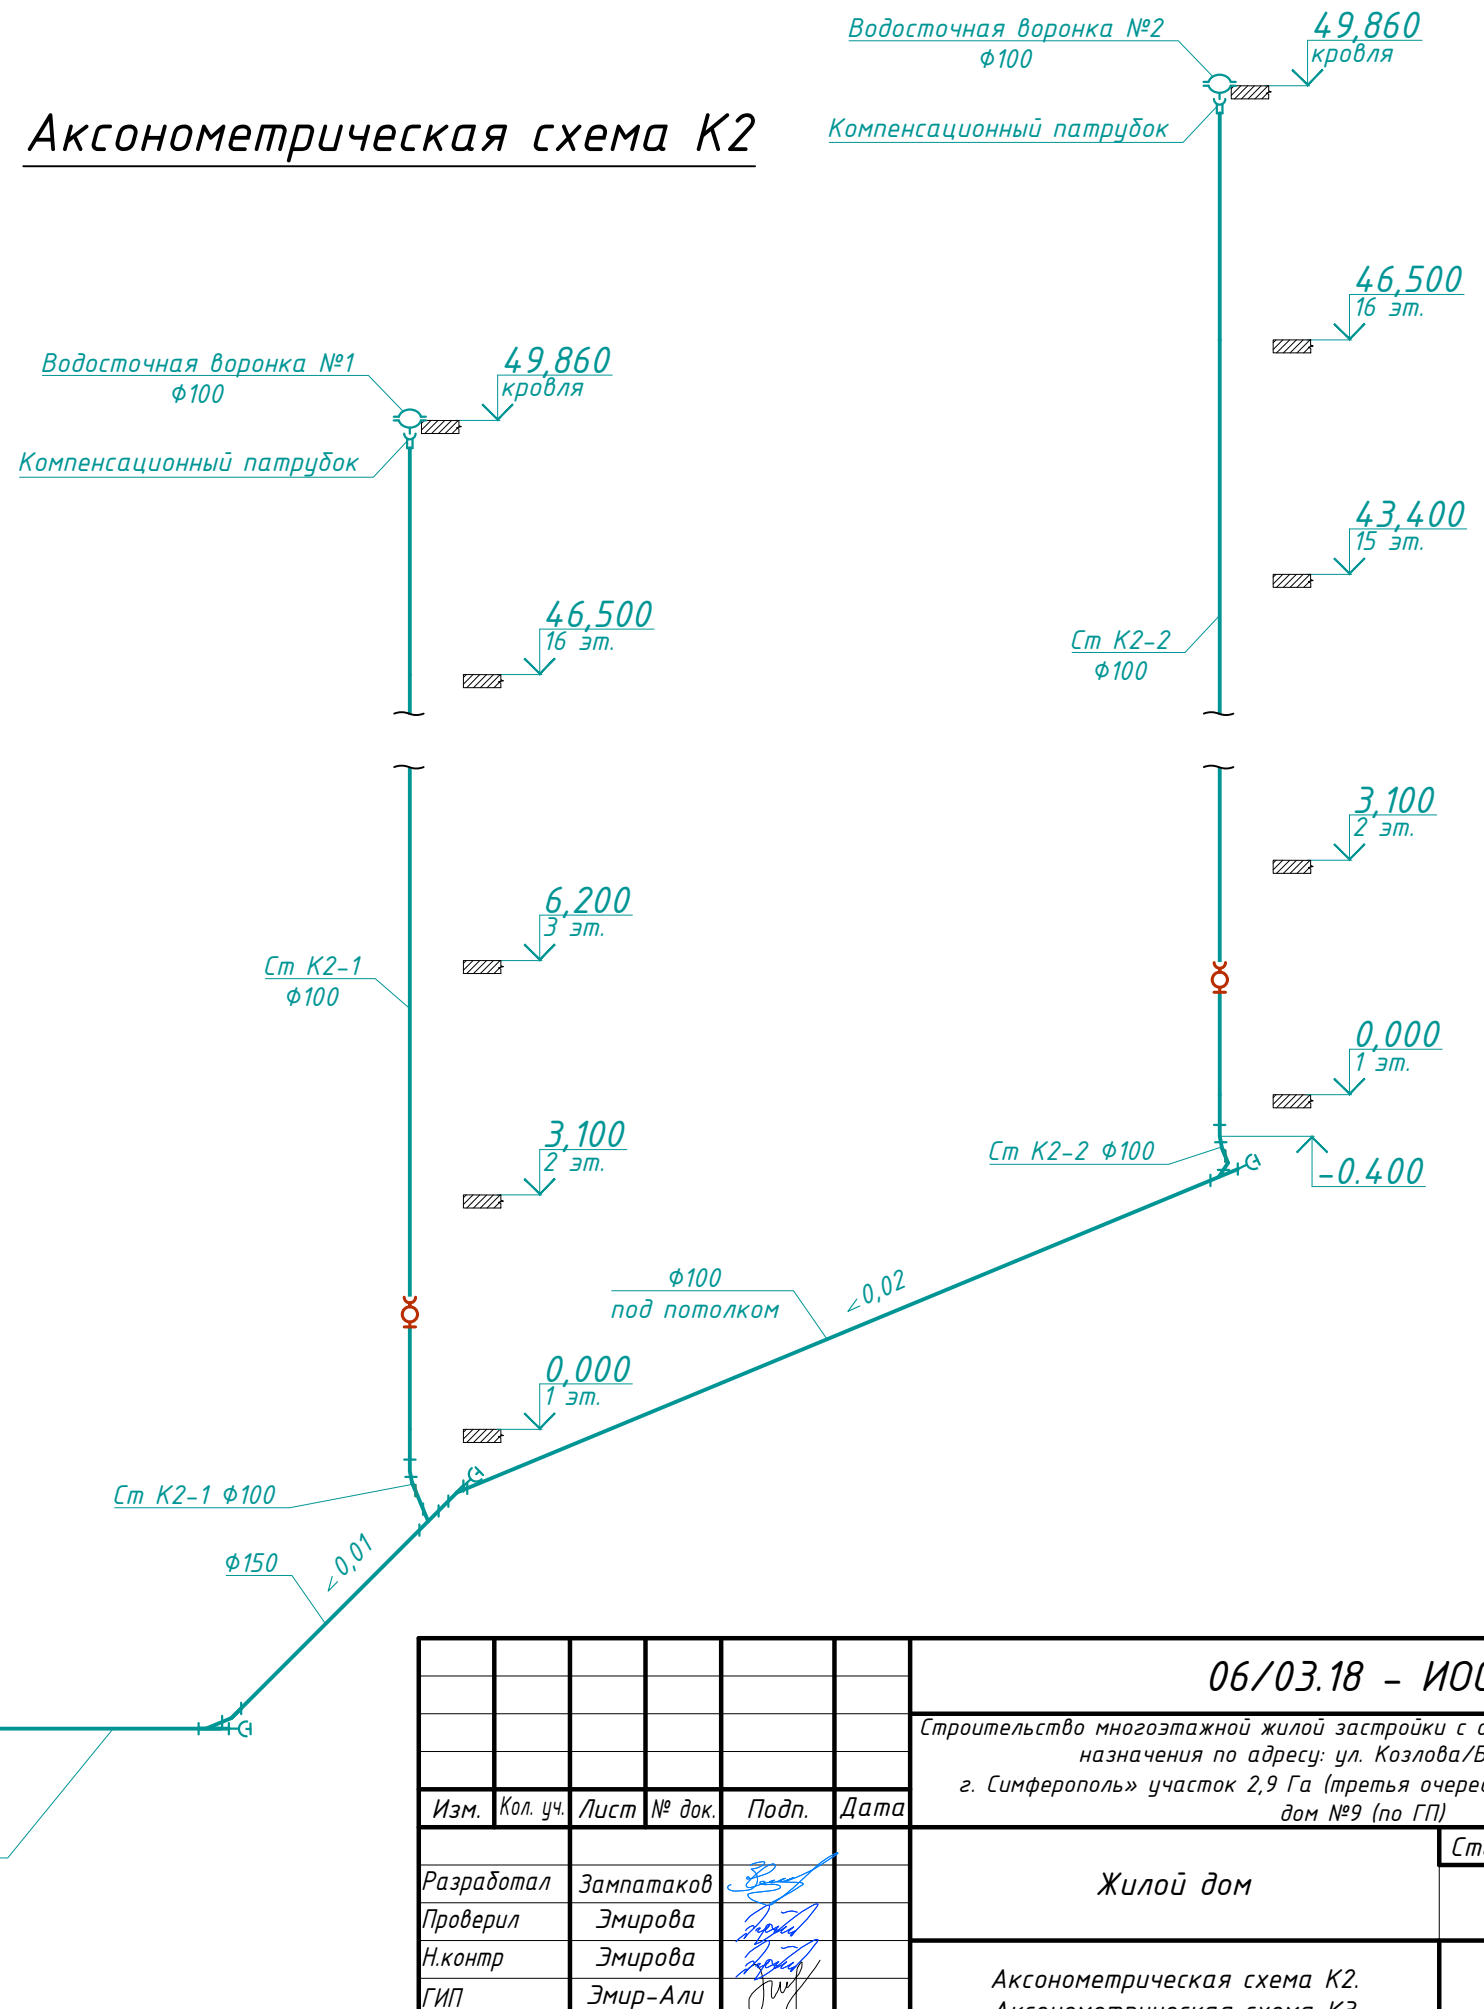 Аксонометрическая схема К2
Водосточная воронка №2
Ф100
49,860
кровля
Компенсационный патрубок
46,500
16 эт.
43,400
15 эт.
Ст К2-2
Ф100
3,100
2 эт.
0,000
1 эт.
Ст К2-2 Ф100
-0.400
Водосточная воронка №1
Ф100
49,860
кровля
Компенсационный патрубок
46,500
16 эт.
6,200
3 эт.
Ст К2-1
Ф100
3,100
2 эт.
0,000
1 эт.
Ф100
под потолком
0,02
Ст К2-1 Ф100
Ф150
0,01
06/03.18 - ИО
Строительство многоэтажной жилой застройки с
назначения по адресу: ул. Козлова/
г. Симферополь» участок 2,9 Га (третья
дом №9 (по ГП)
Изм. Кол. уч. Лист № док. Подп. Дата
Разработал Зампатаков
Проверил Эмирова
Н.контр Эмирова
ГИП Эмир-Али
Жилой дом
Аксонометрическая схема К2.
Аксонометрическая схема К3